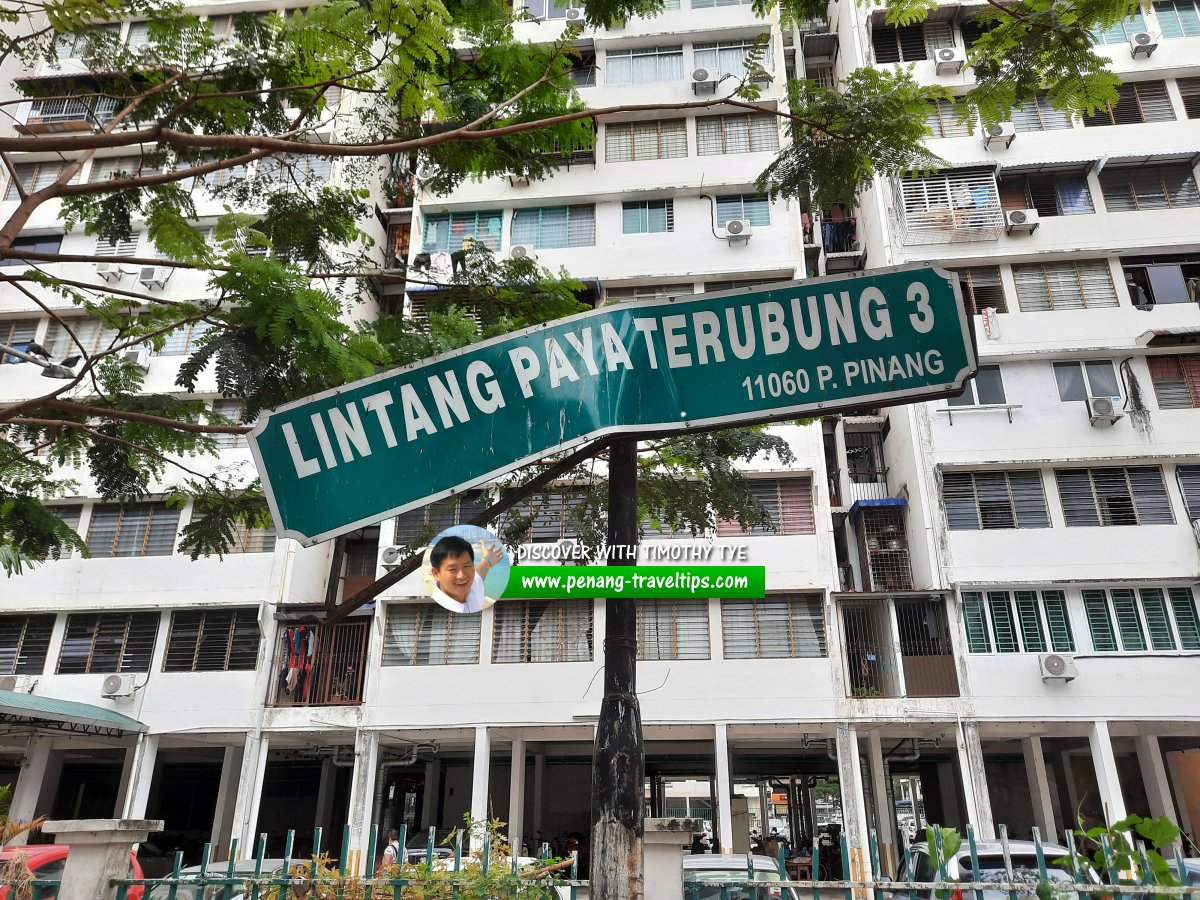 LINTANG PAYA TERUBUNG 3
11060 P. PINANG
DISCOVER WITH TIMOTHY TYE
www.penang-traveltips.com